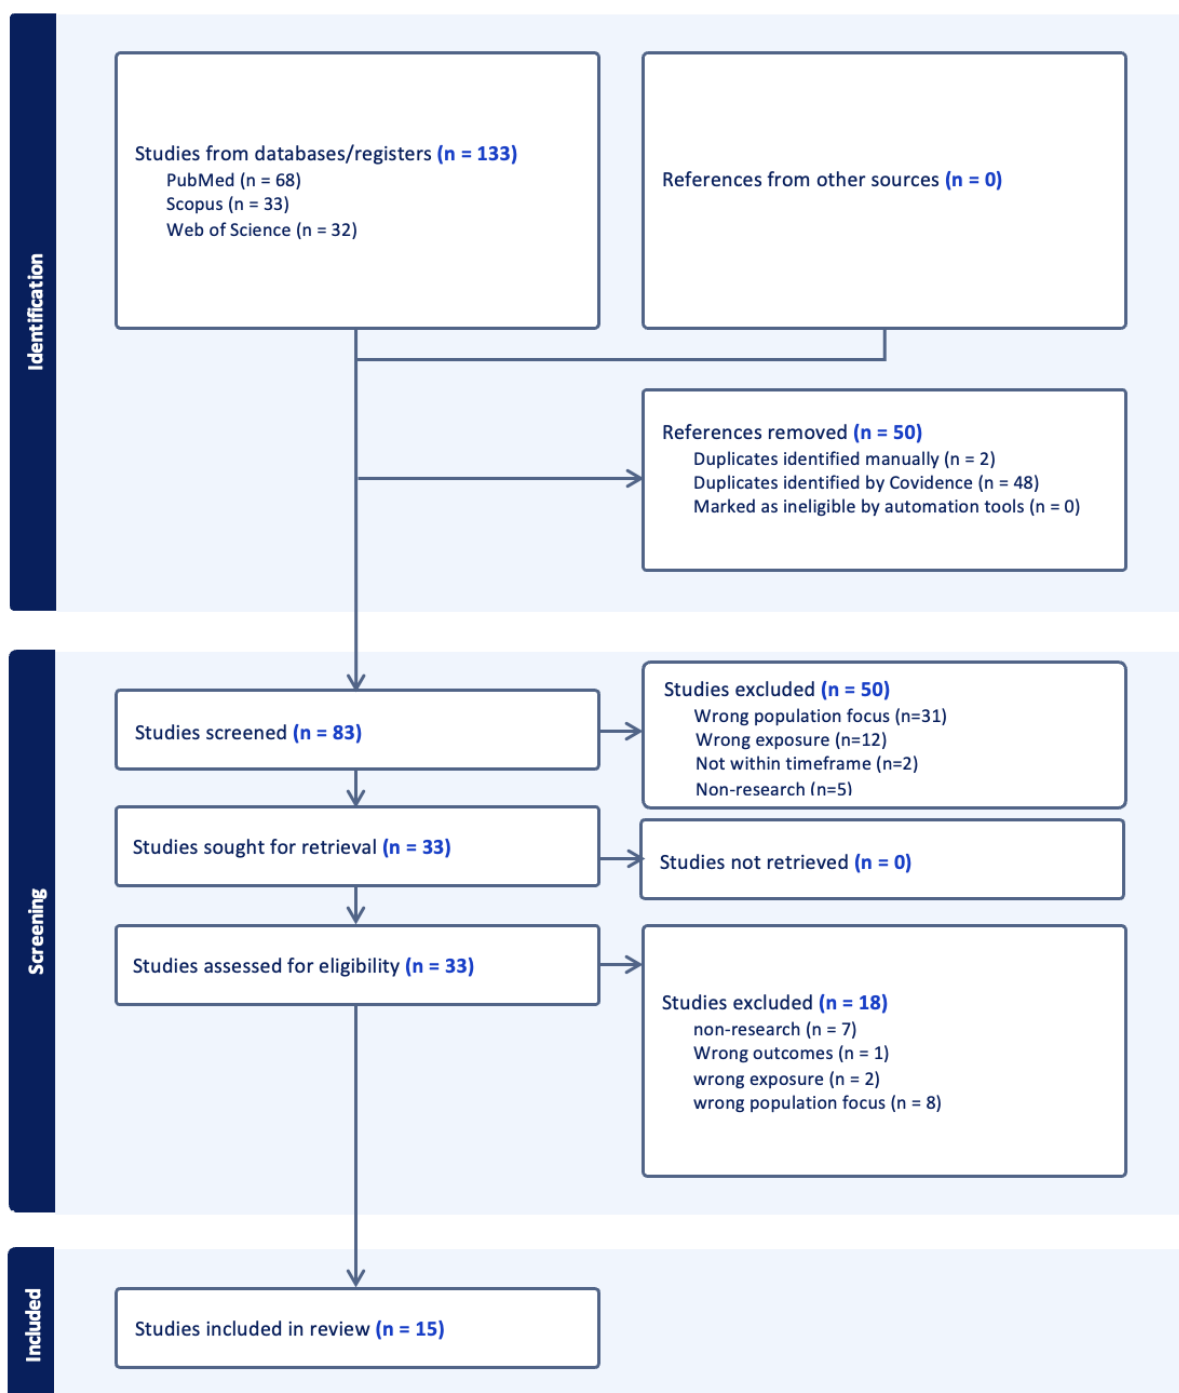 Identification
Studies from databases/registers (n = 133)
PubMed (n = 68)
Scopus (n = 33)
Web of Science (n = 32)
References from other sources (n = 0)
References removed (n = 50)
Duplicates identified manually (n = 2)
Duplicates identified by Covidence (n = 48)
Marked as ineligible by automation tools (n = 0)
Screening
Studies screened (n = 83)
Studies excluded (n = 50)
Wrong population focus (n=31)
Wrong exposure (n=12)
Not within timeframe (n=2)
Non-research (n=5)
Studies sought for retrieval (n = 33)
Studies not retrieved (n = 0)
Studies assessed for eligibility (n = 33)
Studies excluded (n = 18)
non-research (n = 7)
Wrong outcomes (n = 1)
wrong exposure (n = 2)
wrong population focus (n = 8)
Included
Studies included in review (n = 15)